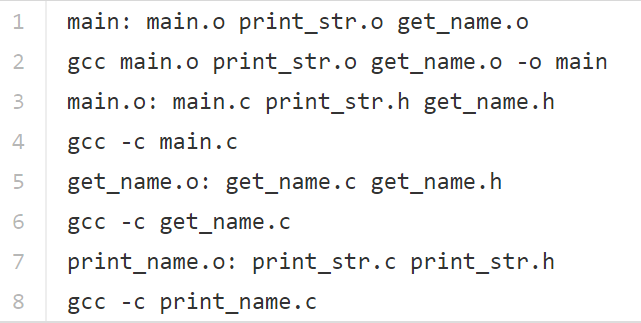 1 main: main.o print_str.o get_name.o
2 gcc main.o print_str.o get_name.o -o main
3 main.o: main.c print_str.h get_name.h
4 gcc -c main.c
5 get_name.o: get_name.c get_name.h
6 gcc -c get_name.c
7 print_name.o: print_str.c print_str.h
8 gcc -c print_name.c